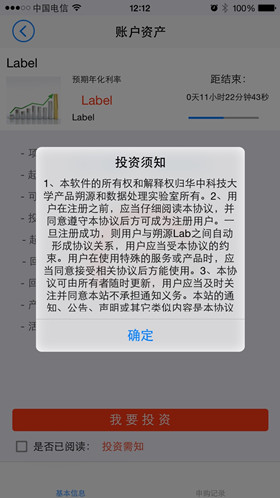 中国电信
12:12
100%
账户资产
Label
预期年化利率
Label
Label
距结束：
0天11小时22分钟43秒
- 项
- 起
- 可
- 用
- 回
- 回
- 产
- 活
投资须知
1、本软件的所有权和解释权归华中科技大
学产品朔源和数据处理实验室所有。2、用
户在注册之前，应当仔细阅读本协议，并
同意遵守本协议后方可成为注册用户。一
旦注册成功，则用户与朔源Lab之间自动
形成协议关系，用户应当受本协议的约
束。用户在使用特殊的服务或产品时，应
当同意接受相关协议后方能使用。3、本协
议可由所有者随时更新，用户应当及时关
注并同意本站不承担通知义务。本站的通
知、公告、声明或其它类似内容是本协议
确定
我要投资
是否已阅读：
投资需知
基本信息
申购记录